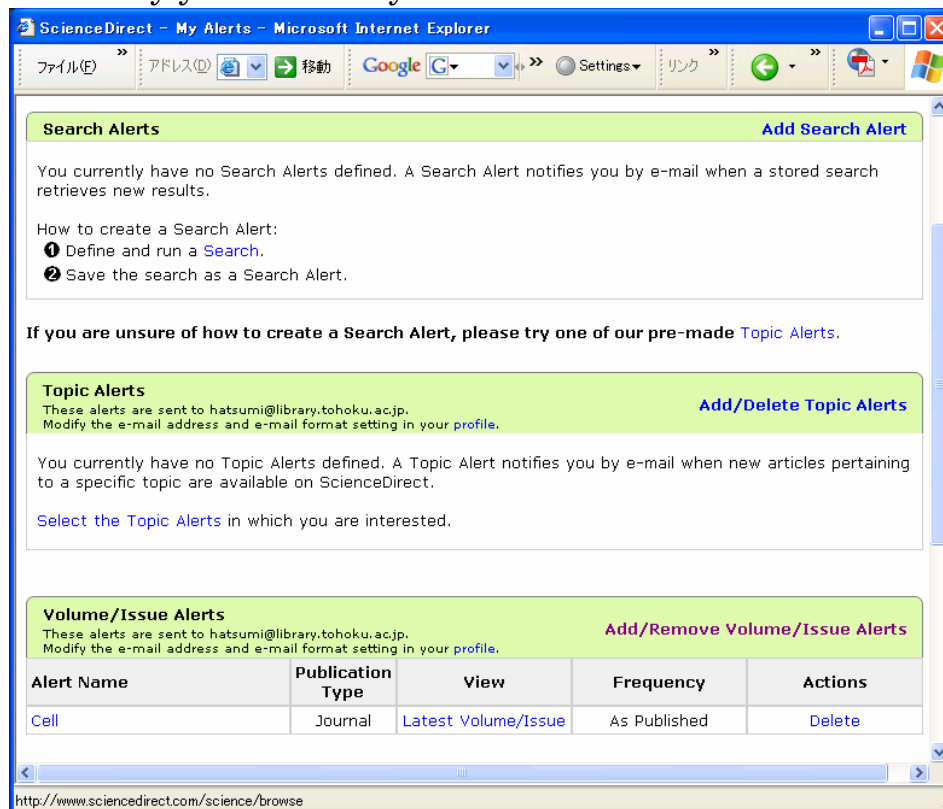 ScienceDirect - My Alerts - Microsoft Internet Explorer
ファイル(F) » アドレス(D) 移動 Google G » Settings リンク » » 
Search Alerts Add Search Alert
You currently have no Search Alerts defined. A Search Alert notifies you by e-mail when a stored search
retrieves new results.
How to create a Search Alert:
❶ Define and run a Search.
❷ Save the search as a Search Alert.
If you are unsure of how to create a Search Alert, please try one of our pre-made Topic Alerts.
Topic Alerts
These alerts are sent to hatsumi@library.tohoku.ac.jp.
Add/Delete Topic Alerts
Modify the e-mail address and e-mail format setting in your profile.
You currently have no Topic Alerts defined. A Topic Alert notifies you by e-mail when new articles pertaining
to a specific topic are available on ScienceDirect.
Select the Topic Alerts in which you are interested.
Volume/Issue Alerts
These alerts are sent to hatsumi@library.tohoku.ac.jp.
Add/Remove Volume/Issue Alerts
Modify the e-mail address and e-mail format setting in your profile.
Alert Name Publication Type View Frequency Actions
Cell Journal Latest Volume/Issue As Published Delete
http://www.sciencedirect.com/science/browse